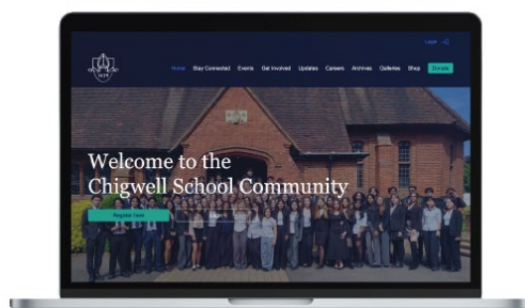 Login
1629
Home Stay Connected Events Get Involved Updates Careers Archives Galleries Shop Donate
Welcome to the
Chigwell School Community
Register here